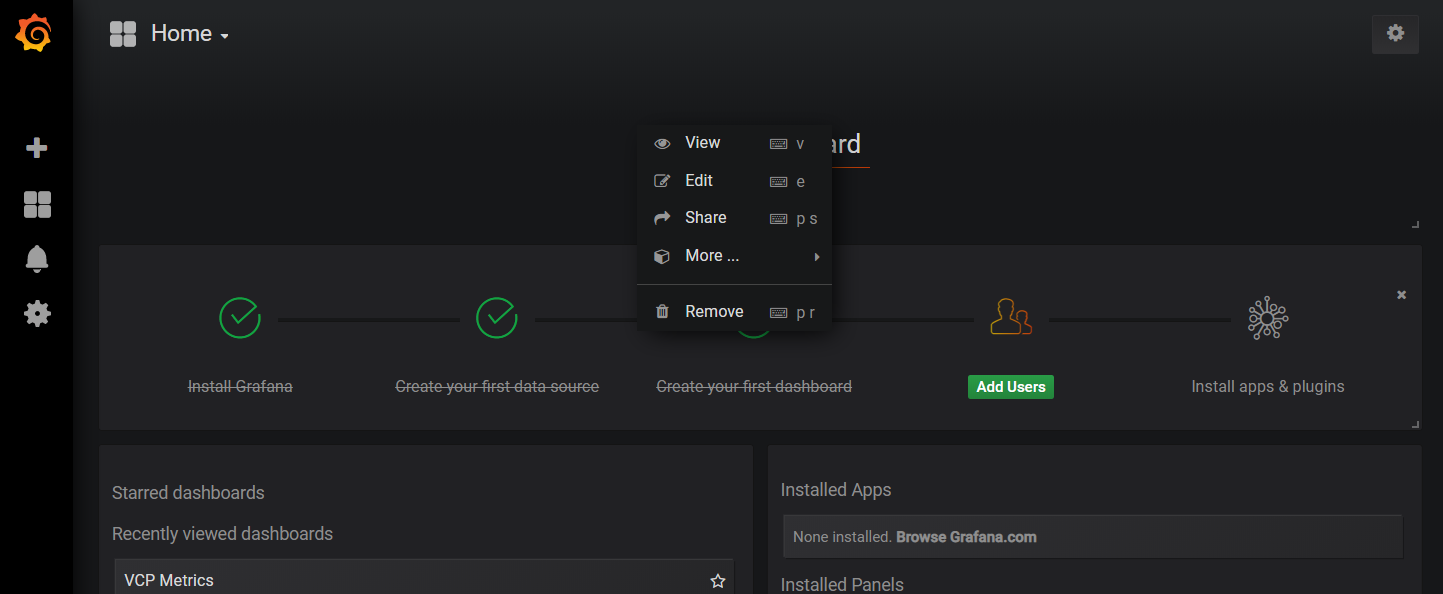 Home
View v
ard
Edit e
Share p s
More ...
Remove p r
Install Grafana
Create your first data source
Create your first dashboard
Add Users
Install apps & plugins
Starred dashboards
Recently viewed dashboards
VCP Metrics
Installed Apps
None installed. Browse Grafana.com
Installed Panels